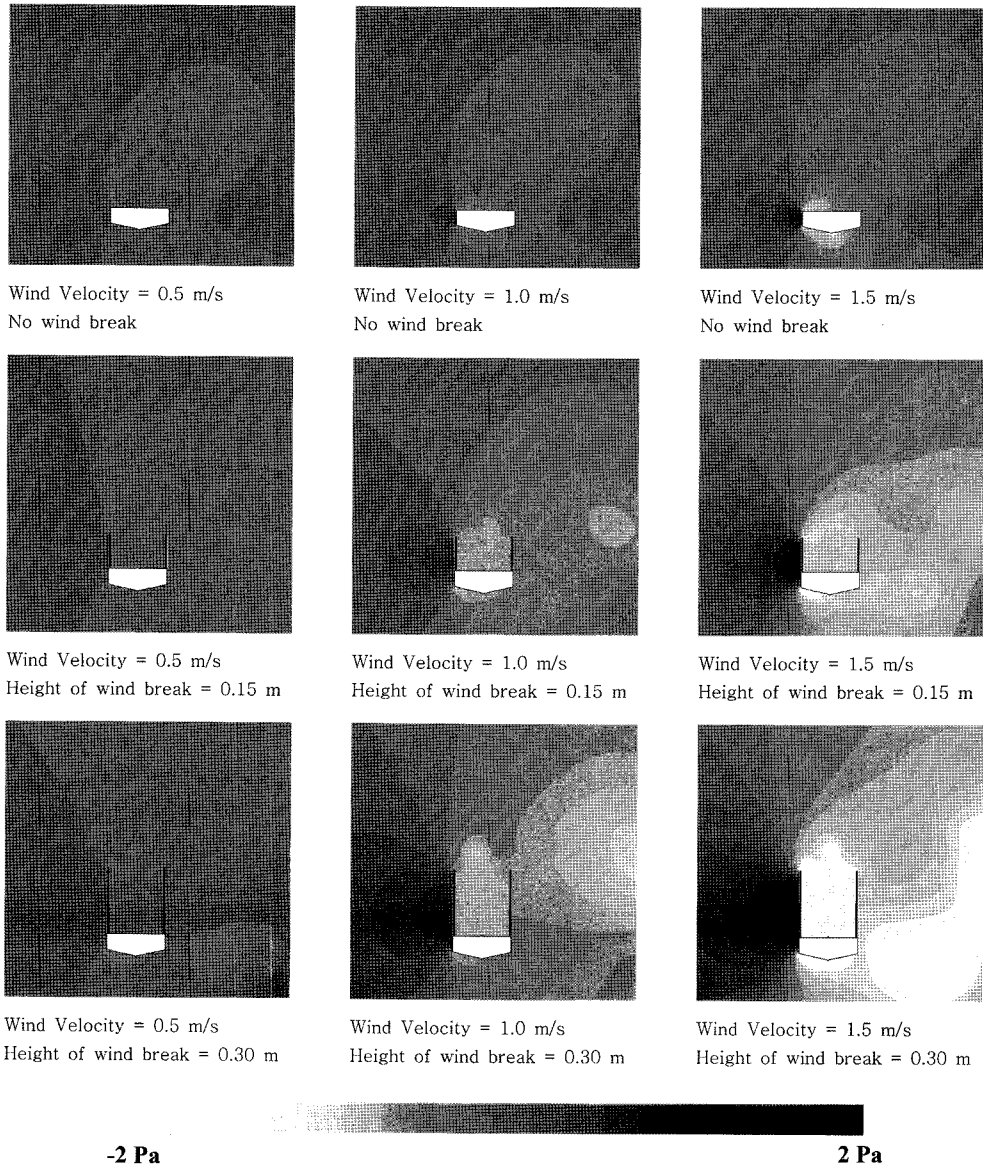 Wind Velocity = 0.5 m/s
No wind break
Wind Velocity = 1.0 m/s
No wind break
Wind Velocity = 1.5 m/s
No wind break
Wind Velocity = 0.5 m/s
Height of wind break = 0.15 m
Wind Velocity = 1.0 m/s
Height of wind break = 0.15 m
Wind Velocity = 1.5 m/s
Height of wind break = 0.15 m
Wind Velocity = 0.5 m/s
Height of wind break = 0.30 m
Wind Velocity = 1.0 m/s
Height of wind break = 0.30 m
Wind Velocity = 1.5 m/s
Height of wind break = 0.30 m
-2 Pa
2 Pa